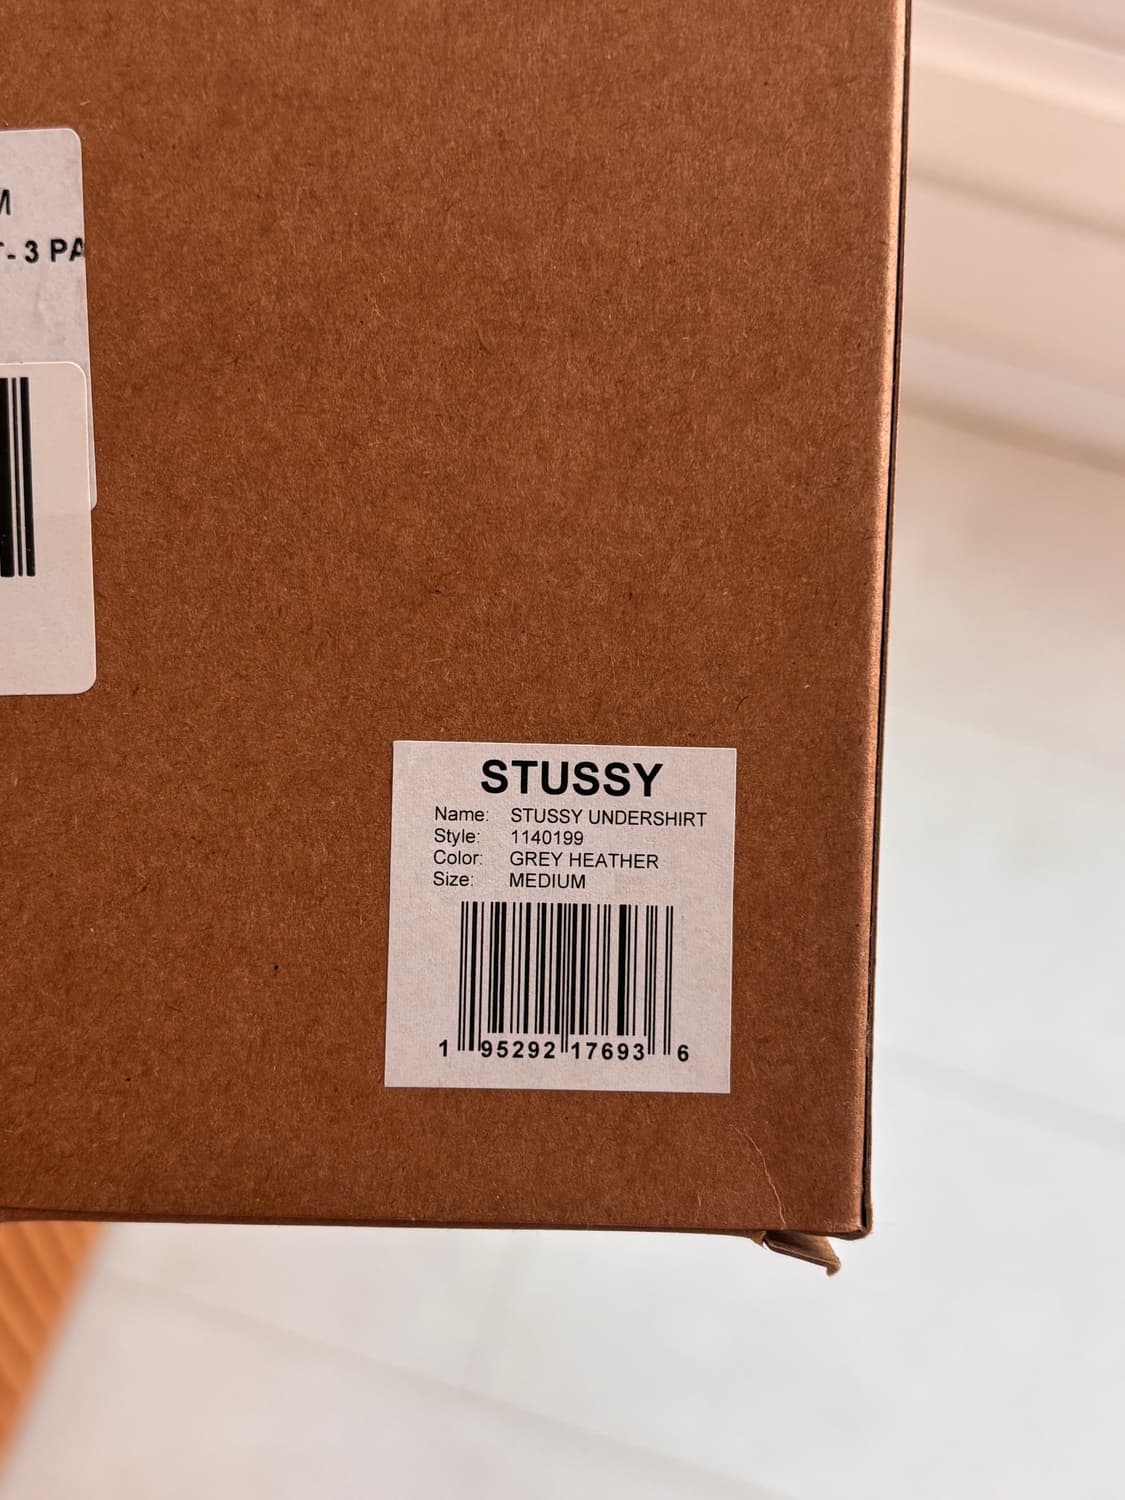 M
- 3 PA
STUSSY
Name: STUSSY UNDERSHIRT
Style: 1140199
Color: GREY HEATHER
Size: MEDIUM
1 95292 17693 6